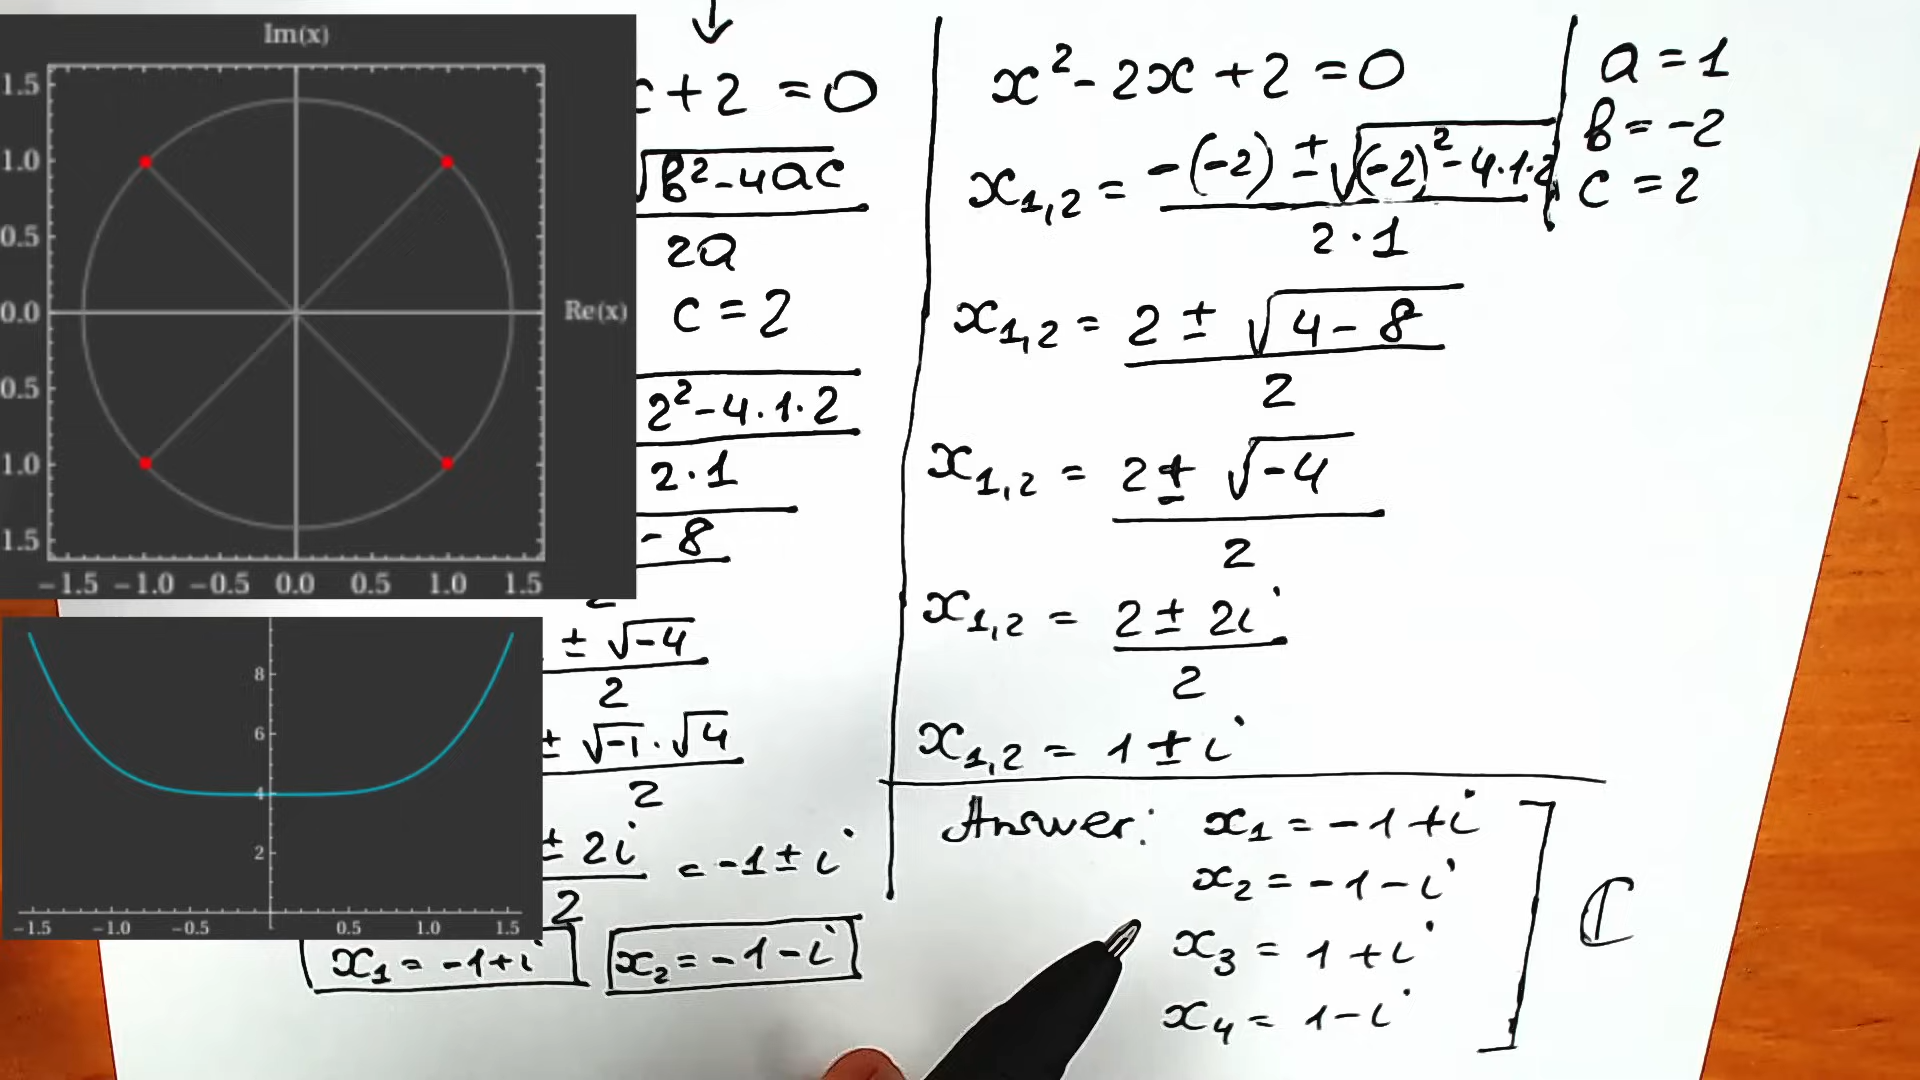 Im(x)
1.5
1.0
0.5
0.0
0.5
1.0
1.5
Re(x)
−1.5 −1.0 −0.5 0.0 0.5 1.0 1.5
8
6
4
2
−1.5 −1.0 −0.5 0.5 1.0 1.5
+2 =0
√b²-4ac
2a
c=2
2²-4·1·2
2·1
-8
2
± √-4
2
± √-1·√4
2
± 2i = -1±i
2
x₁=-1+i x₂=-1-i
x²-2x+2=0
x₁,₂ = -(-2)±√(-2)²-4·1·2
2·1
x₁,₂ = 2 ± √4-8
2
x₁,₂ = 2± √-4
2
x₁,₂ = 2± 2i
2
x₁,₂ = 1±i
a=1
b=-2
c=2
Answer: x₁=-1+i
x₂=-1-i
x₃=1+i
x₄=1-i
ℂ